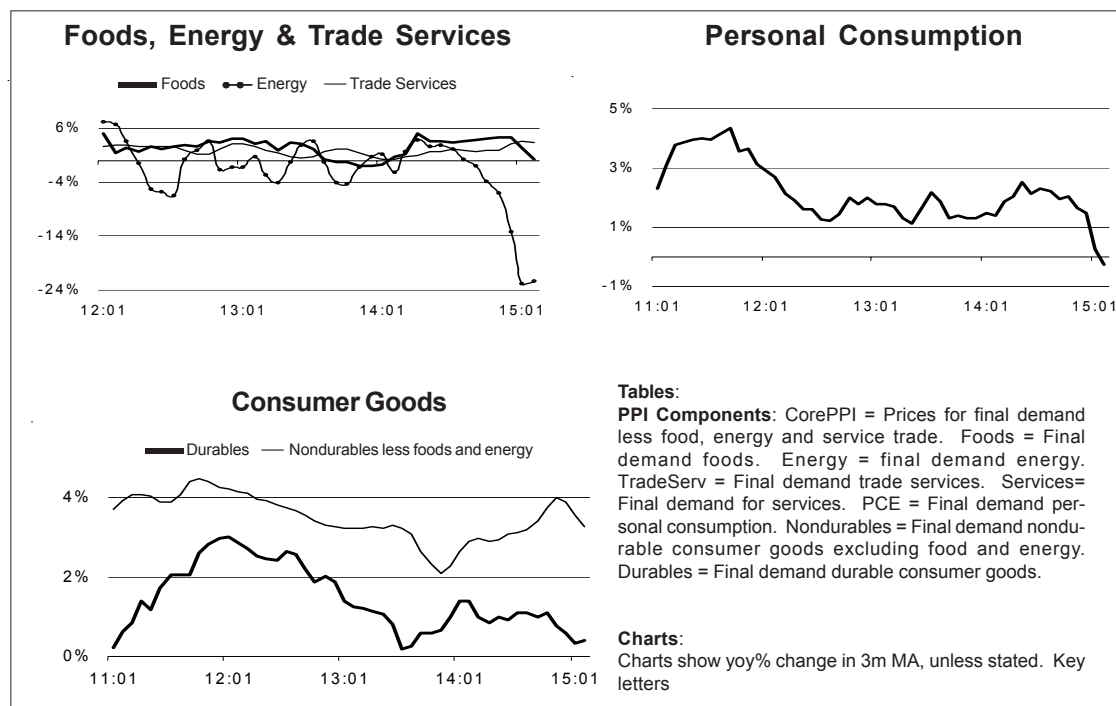 Foods, Energy & Trade Services
Foods Energy Trade Services
6%
-4%
-14%
-24%
12:01 13:01 14:01 15:01
Personal Consumption
5%
3%
1%
-1%
11:01 12:01 13:01 14:01 15:01
Consumer Goods
Durables Nondurables less foods and energy
4%
2%
0%
11:01 12:01 13:01 14:01 15:01
Tables:
PPI Components: CorePPI = Prices for final demand
less food, energy and service trade. Foods = Final
demand foods. Energy = final demand energy.
TradeServ = Final demand trade services. Services=
Final demand for services. PCE = Final demand per-
sonal consumption. Nondurables = Final demand nondu-
rable consumer goods excluding food and energy.
Durables = Final demand durable consumer goods.
Charts:
Charts show yoy% change in 3m MA, unless stated. Key
letters